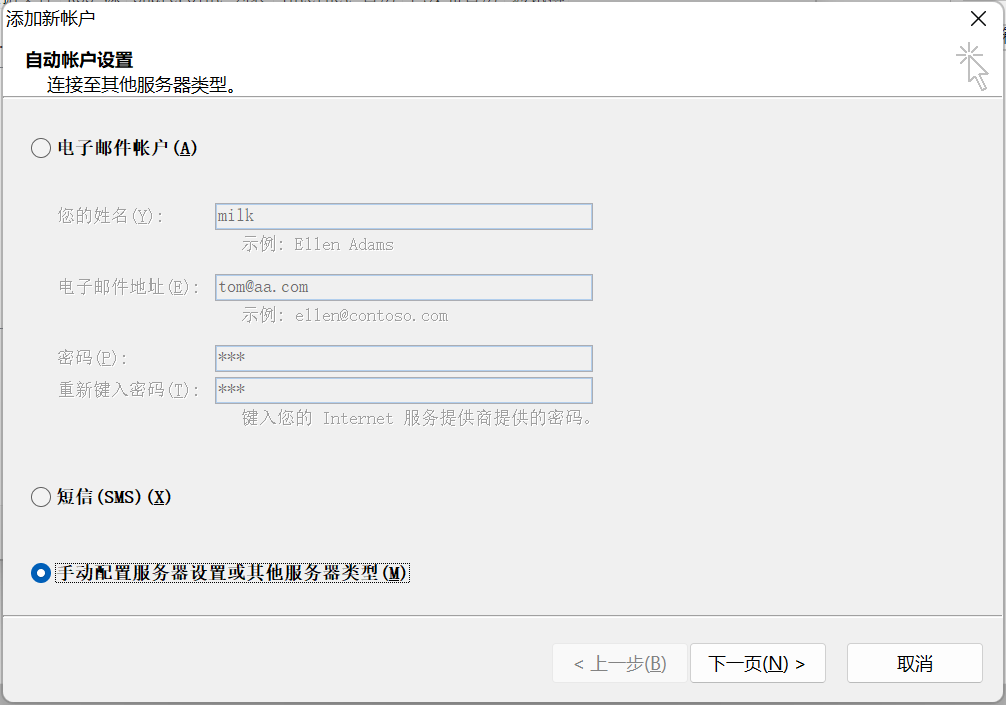 添加新帐户
自动帐户设置
连接至其他服务器类型。
电子邮件帐户(A)
您的姓名(Y): milk
示例: Ellen Adams
电子邮件地址(E): tom@aa.com
示例: ellen@contoso.com
密码(P): ***
重新键入密码(T): ***
键入您的 Internet 服务提供商提供的密码。
短信(SMS)(X)
手动配置服务器设置或其他服务器类型(M)
< 上一步(B) 下一页(N) > 取消